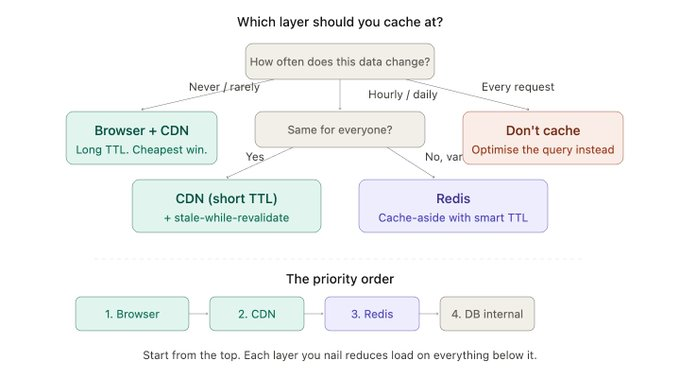 Which layer should you cache at?
How often does this data change?
Never / rarely
Hourly / daily
Every request
Browser + CDN
Long TTL. Cheapest win.
Same for everyone?
Don't cache
Optimise the query instead
Yes
No, var
CDN (short TTL)
+ stale-while-revalidate
Redis
Cache-aside with smart TTL
The priority order
1. Browser
2. CDN
3. Redis
4. DB internal
Start from the top. Each layer you nail reduces load on everything below it.